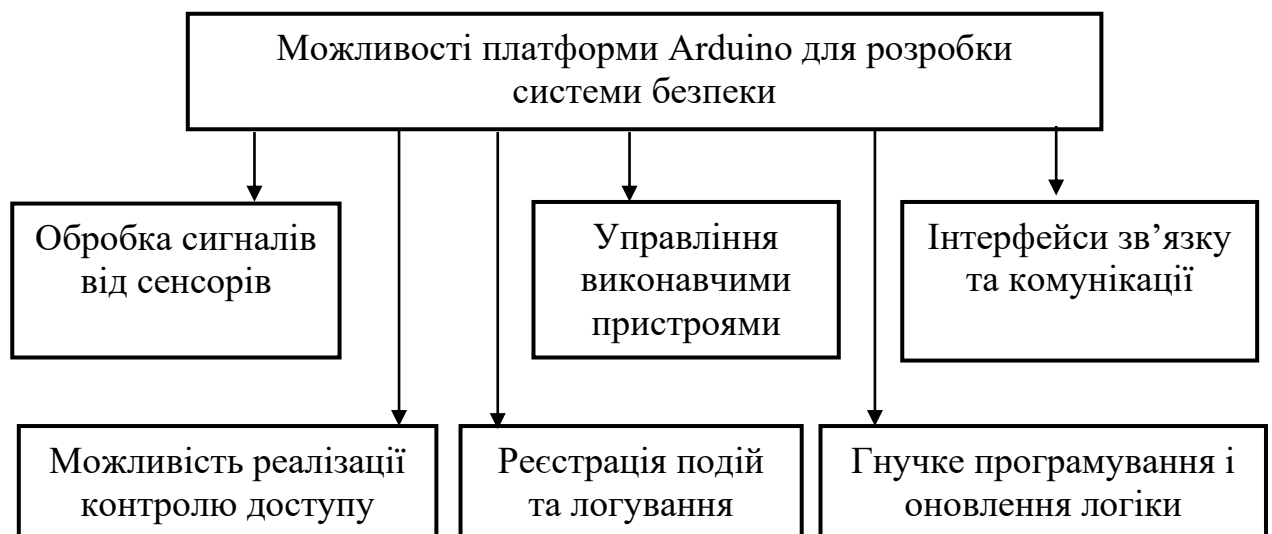 Можливості платформи Arduino для розробки
системи безпеки
Обробка сигналів
від сенсорів
Управління
виконавчими
пристроями
Інтерфейси зв’язку
та комунікації
Можливість реалізації
контролю доступу
Реєстрація подій
та логування
Гнучке програмування і
оновлення логіки